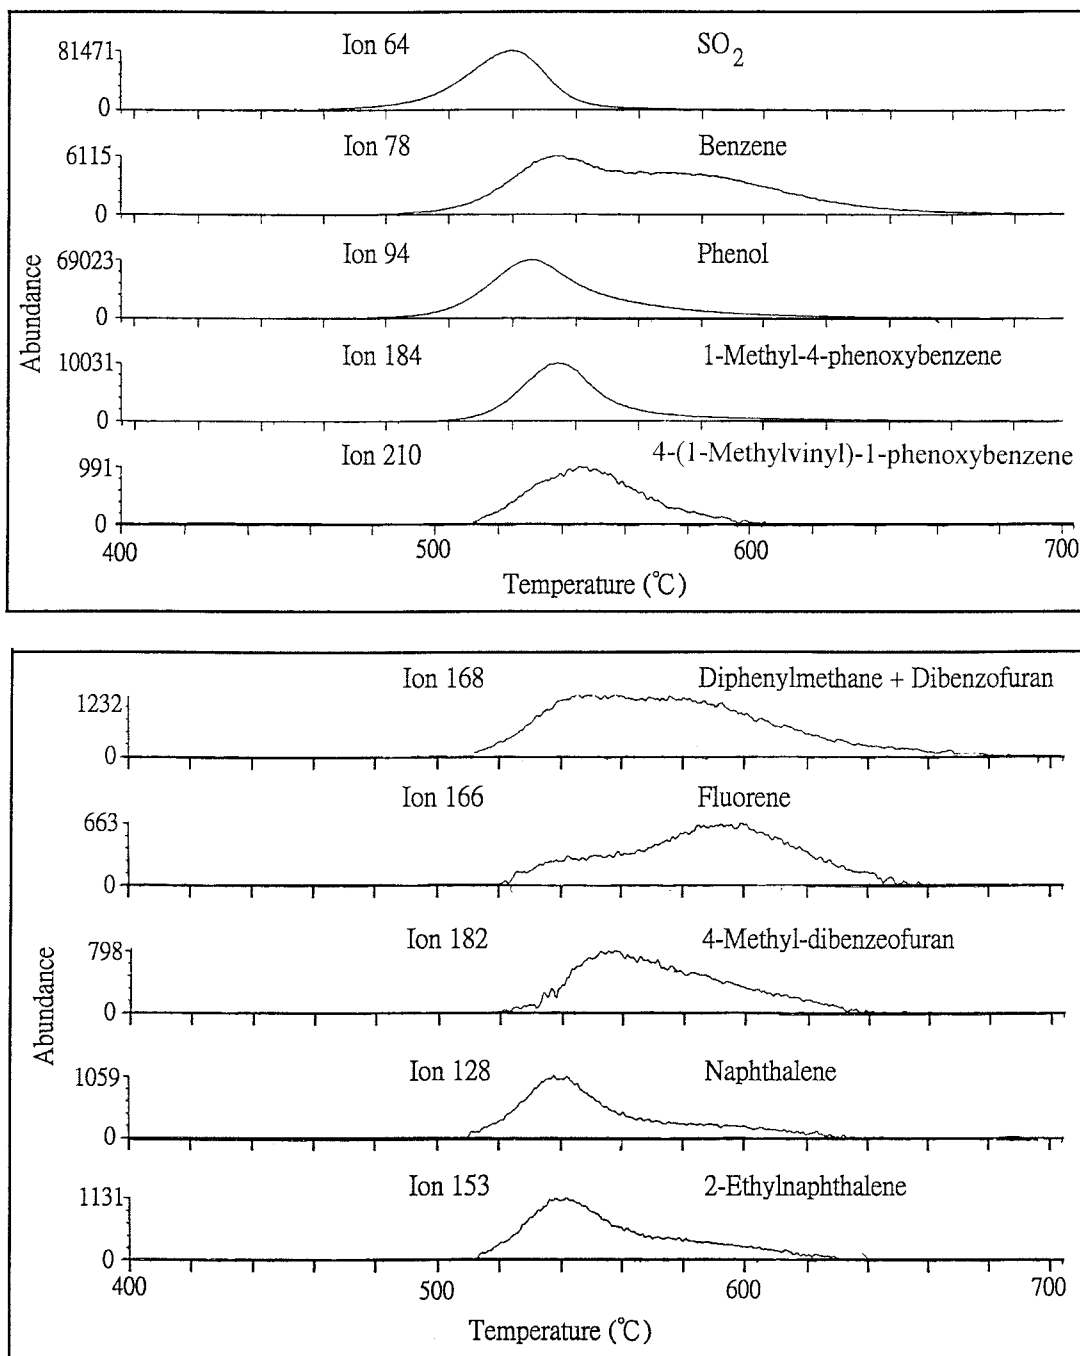 Ion 64 SO2
81471
0
Ion 78 Benzene
6115
0
Ion 94 Phenol
69023
0
Ion 184 1-Methyl-4-phenoxybenzene
10031
0
Ion 210 4-(1-Methylvinyl)-1-phenoxybenzene
991
0
400 500 600 700
Temperature (℃)
Abundance
Ion 168 Diphenylmethane + Dibenzofuran
1232
0
Ion 166 Fluorene
663
0
Ion 182 4-Methyl-dibenzeofuran
798
0
Ion 128 Naphthalene
1059
0
Ion 153 2-Ethylnaphthalene
1131
0
400 500 600 700
Temperature (℃)
Abundance